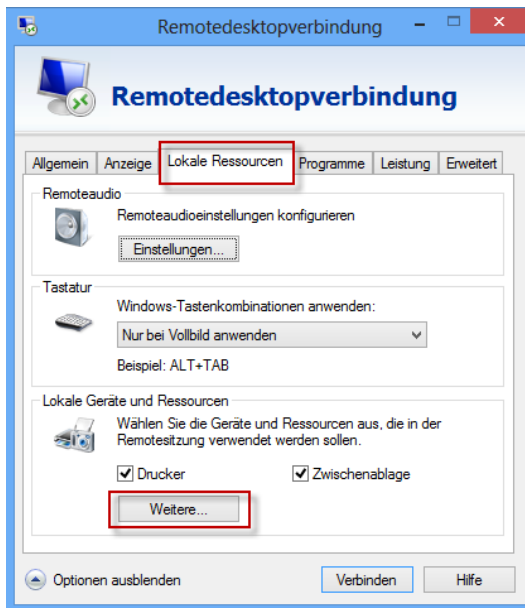 Remotedesktopverbindung
Remotedesktopverbindung
Allgemein Anzeige Lokale Ressourcen Programme Leistung Erweitert
Remoteaudio
Remoteaudioeinstellungen konfigurieren
Einstellungen...
Tastatur
Windows-Tastenkombinationen anwenden:
Nur bei Vollbild anwenden
Beispiel: ALT+TAB
Lokale Geräte und Ressourcen
Wählen Sie die Geräte und Ressourcen aus, die in der
Remotesitzung verwendet werden sollen.
Drucker Zwischenablage
Weitere...
Optionen ausblenden Verbinden Hilfe